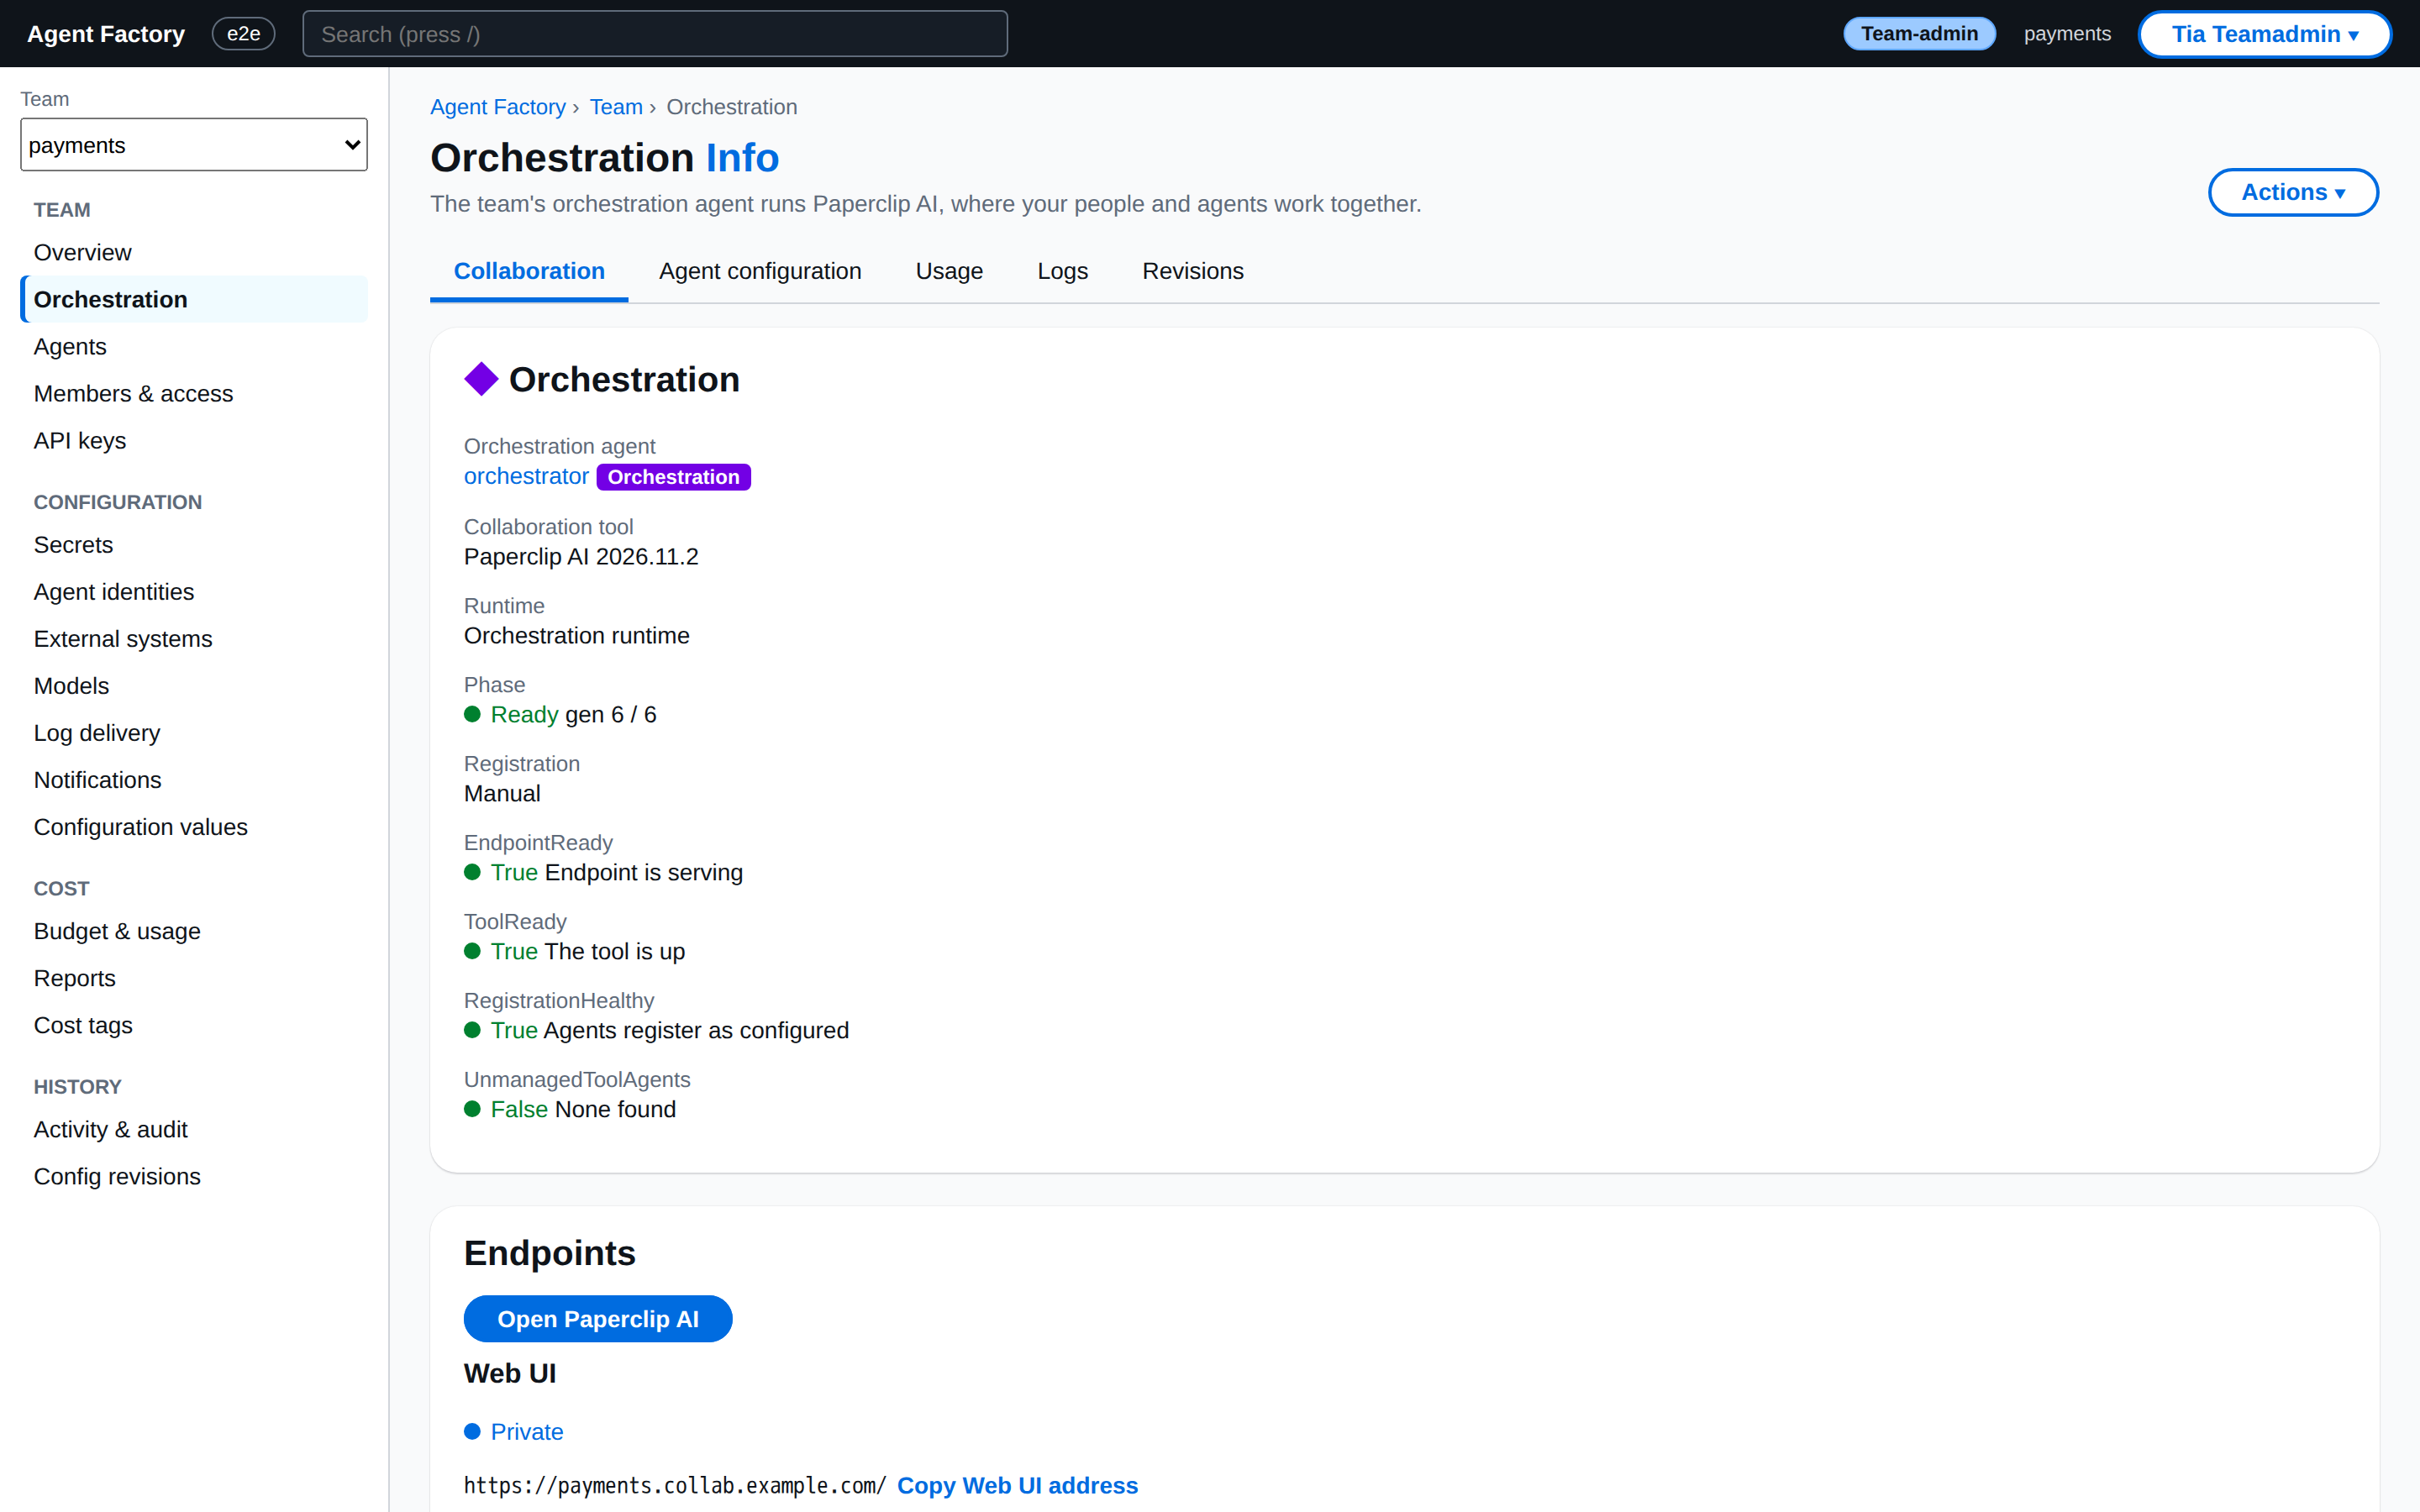 Agent Factory e2e Search (press /) Team-admin payments Tia Teamadmin ▾
Team
payments
TEAM
Overview
Orchestration
Agents
Members & access
API keys
CONFIGURATION
Secrets
Agent identities
External systems
Models
Log delivery
Notifications
Configuration values
COST
Budget & usage
Reports
Cost tags
HISTORY
Activity & audit
Config revisions
Agent Factory › Team › Orchestration
Orchestration Info
The team's orchestration agent runs Paperclip AI, where your people and agents work together.
Actions ▾
Collaboration Agent configuration Usage Logs Revisions
Orchestration
Orchestration agent
orchestrator Orchestration
Collaboration tool
Paperclip AI 2026.11.2
Runtime
Orchestration runtime
Phase
Ready gen 6 / 6
Registration
Manual
EndpointReady
True Endpoint is serving
ToolReady
True The tool is up
RegistrationHealthy
True Agents register as configured
UnmanagedToolAgents
False None found
Endpoints
Open Paperclip AI
Web UI
Private
https://payments.collab.example.com/ Copy Web UI address